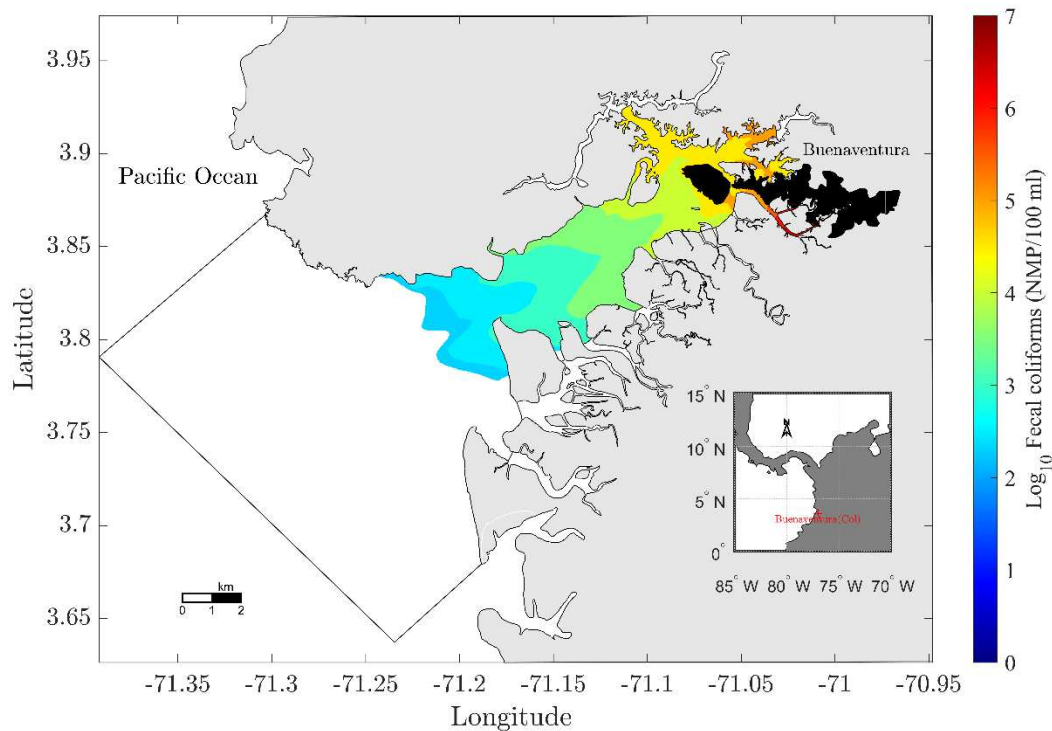 3.95
3.9
3.85
3.8
3.75
3.7
3.65
Latitude
Pacific Ocean
Buenaventura
km
0 1 2
15° N
10° N
5° N
0°
N
Buenaventura(Col)
85° W 80° W 75° W 70° W
-71.35 -71.3 -71.25 -71.2 -71.15 -71.1 -71.05 -71 -70.95
Longitude
7
6
5
4
3
2
1
0
Log₁₀ Fecal coliforms (NMP/100 ml)